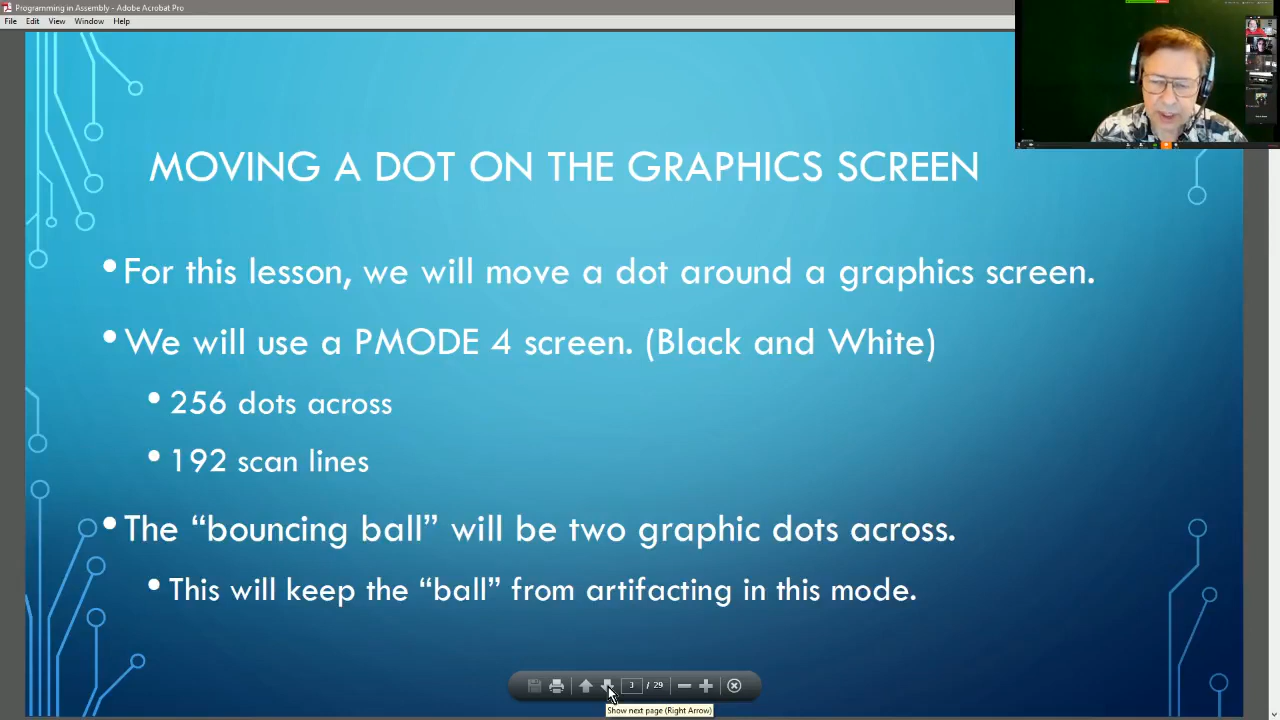 Programming in Assembly - Adobe Acrobat Pro
File Edit View Window Help
MOVING A DOT ON THE GRAPHICS SCREEN
•For this lesson, we will move a dot around a graphics screen.
•We will use a PMODE 4 screen. (Black and White)
•256 dots across
•192 scan lines
•The “bouncing ball” will be two graphic dots across.
•This will keep the “ball” from artifacting in this mode.
3 / 29
Show next page (Right Arrow)